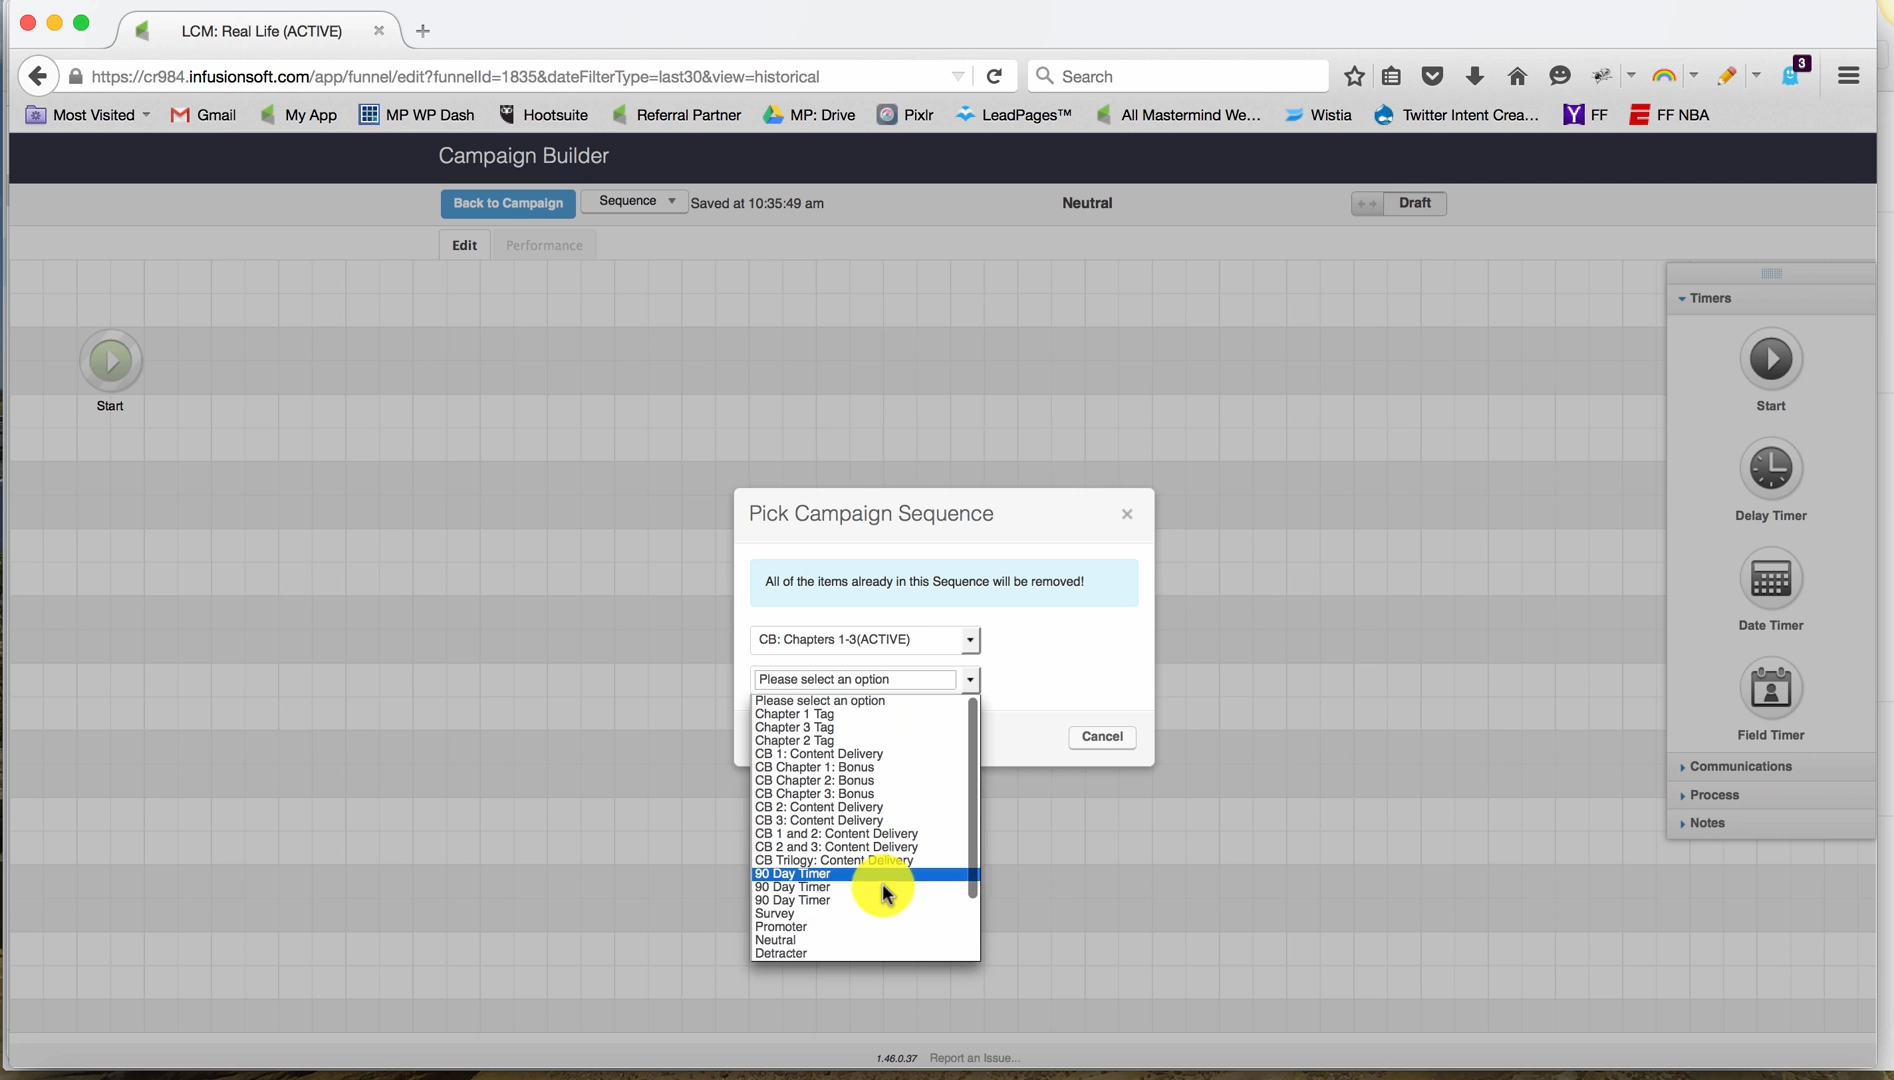 LCM: Real Life (ACTIVE)
https://cr984.infusionsoft.com/app/funnel/edit?funnelId=1835&dateFilterType=last30&view=historical
Search
3
Most Visited
Gmail
My App
MP WP Dash
Hootsuite
Referral Partner
MP: Drive
Pixlr
LeadPages™
All Mastermind We...
Wistia
Twitter Intent Crea...
FF
FF NBA
Campaign Builder
Back to Campaign
Sequence
Saved at 10:35:49 am
Neutral
Draft
Edit
Performance
Timers
Start
Start
Delay Timer
Date Timer
Field Timer
Communications
Process
Notes
Pick Campaign Sequence
All of the items already in this Sequence will be removed!
CB: Chapters 1-3(ACTIVE)
Please select an option
Please select an option
Chapter 1 Tag
Chapter 3 Tag
Chapter 2 Tag
CB 1: Content Delivery
CB Chapter 1: Bonus
CB Chapter 2: Bonus
CB Chapter 3: Bonus
CB 2: Content Delivery
CB 3: Content Delivery
CB 1 and 2: Content Delivery
CB 2 and 3: Content Delivery
CB Trilogy: Content Delivery
90 Day Timer
90 Day Timer
90 Day Timer
Survey
Promoter
Neutral
Detracter
Cancel
1.46.0.37
Report an Issue...